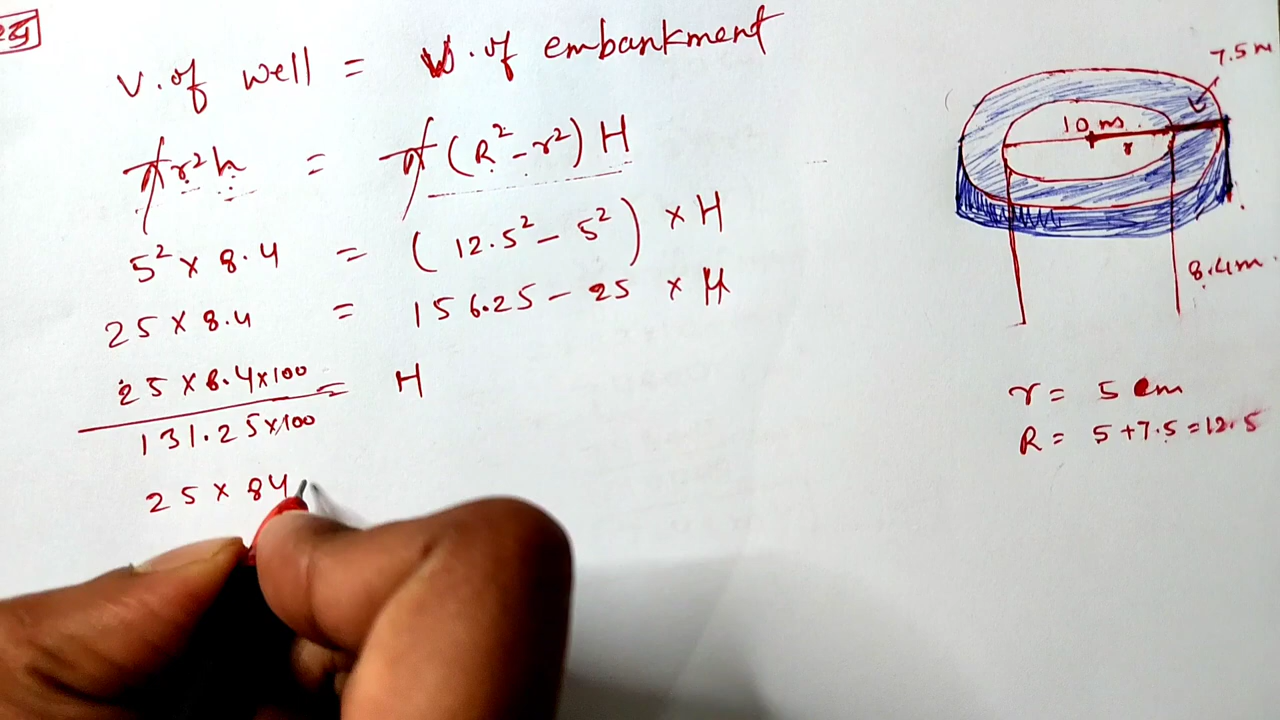 V. of well = V. of embankment
πr²h = π(R²-r²)H
5² × 8.4 = (12.5² - 5²) × H
25 × 8.4 = 156.25 - 25 × H
25 × 8.4 × 100 = H
131.25 × 100
25 × 84
7.5 m
10 m
r
8.4m
r = 5 m
R = 5 + 7.5 = 12.5